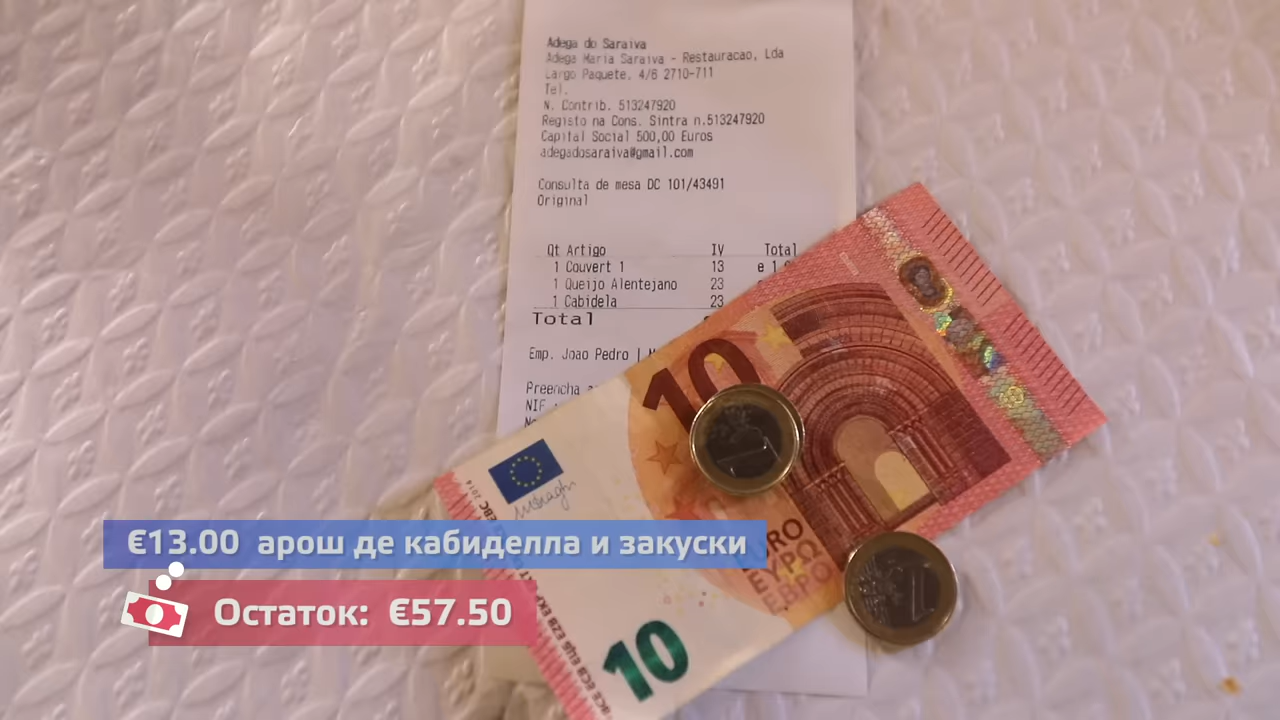 Adega do Saraiva
Adega Maria Saraiva - Restauracao, Lda
Largo Paquete, 4/6 2710-711
Tel.
N. Contrib. 513247920
Registo na Cons. Sintra n.513247920
Capital Social 500,00 Euros
adegadosaraiva@gmail.com
Consulta de mesa DC 101/43491
Original
Qt Artigo IV Total
1 Couvert 1 13 e 1
1 Queijo Alentejano 23
1 Cabidela 23
Total
Emp. Joao Pedro |
Preencha
NIF
10
1
EURO
ΕΥΡΩ
ЕВРО
2
€13.00 арош де кабиделла и закуски
Остаток: €57.50
10